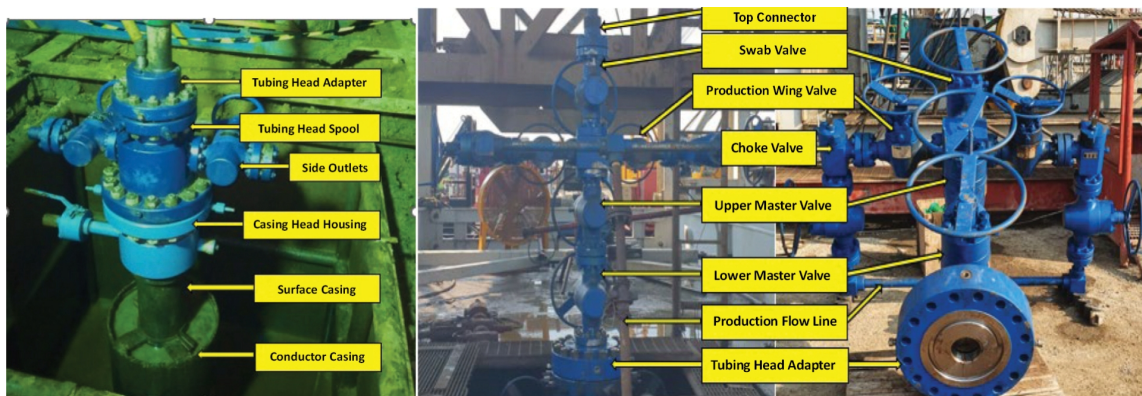 Tubing Head Adapter
Tubing Head Spool
Side Outlets
Casing Head Housing
Surface Casing
Conductor Casing
Top Connector
Swab Valve
Production Wing Valve
Choke Valve
Upper Master Valve
Lower Master Valve
Production Flow Line
Tubing Head Adapter